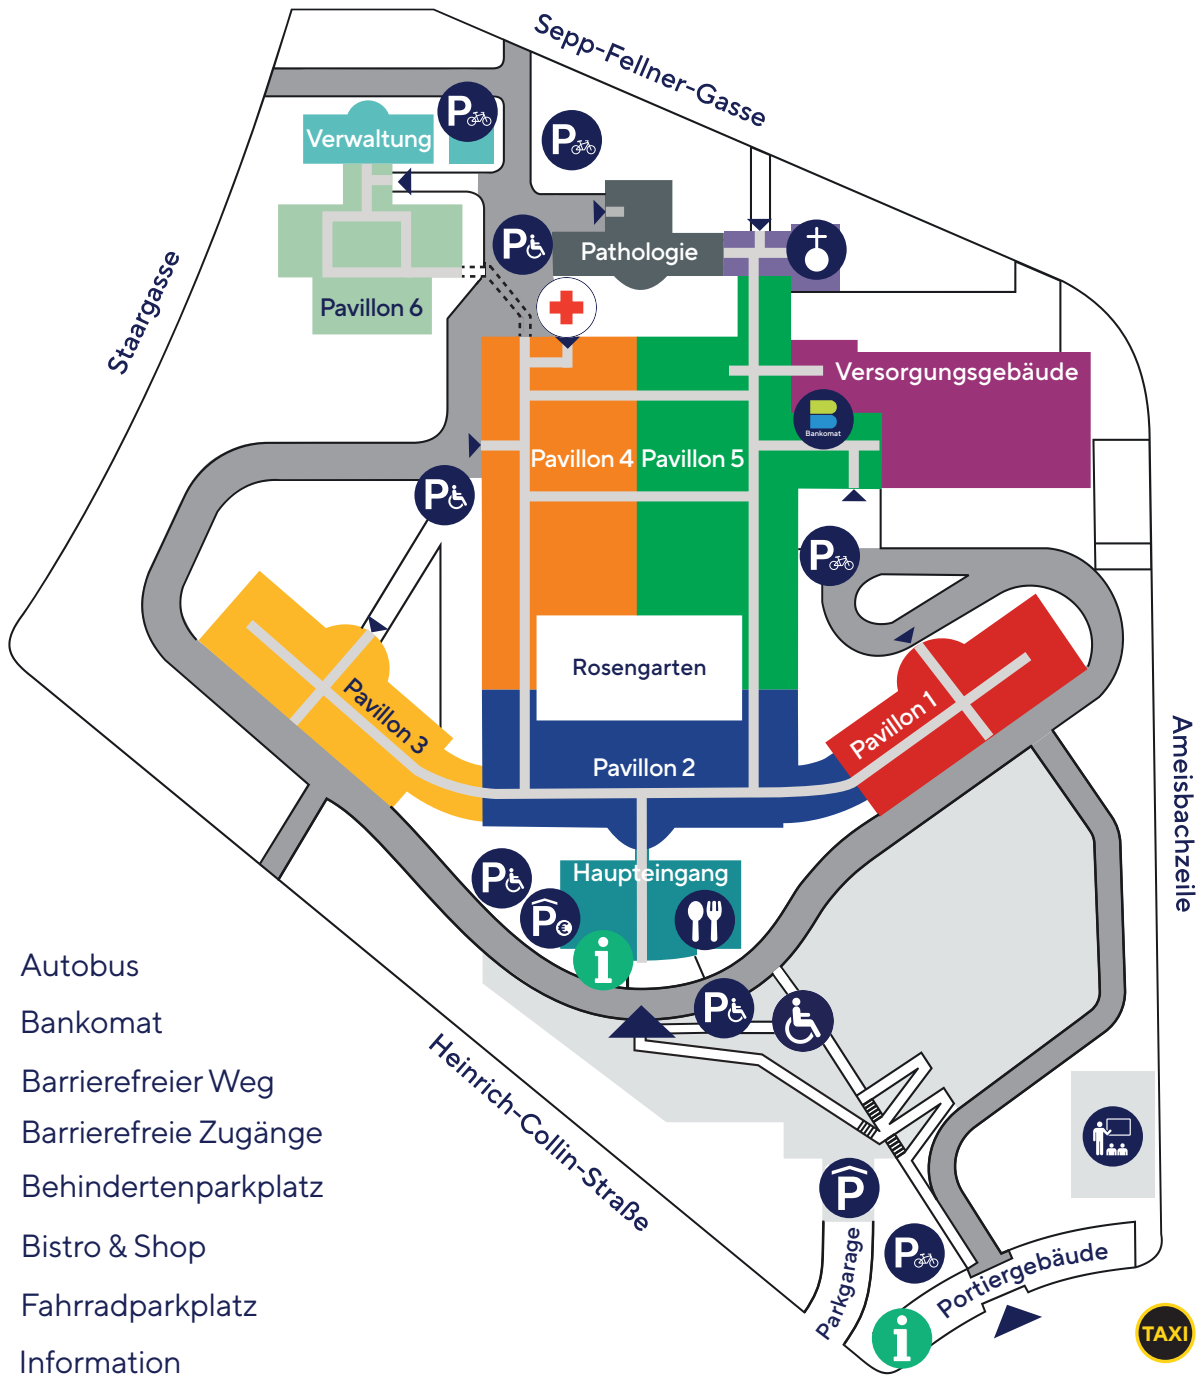 Sepp-Fellner-Gasse
P
Verwaltung
P
P
Pathologie
Staargasse
Pavillon 6
Versorgungsgebäude
Bankomat
Pavillon 4
Pavillon 5
P
P
Rosengarten
Pavillon 3
Pavillon 1
Pavillon 2
Ameisbachzeile
Haupteingang
P
P
€
i
P
Autobus
Bankomat
Barrierefreier Weg
Barrierefreie Zugänge
Behindertenparkplatz
Bistro & Shop
Fahrradparkplatz
Information
Heinrich-Collin-Straße
P
Parkgarage
P
Portiergebäude
i
TAXI